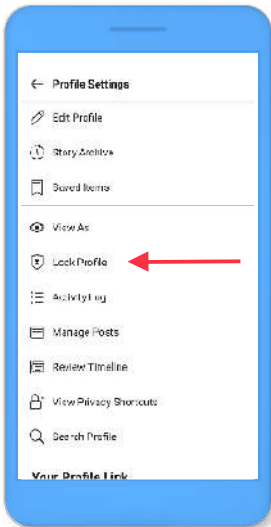 Profile Settings
Edit Profile
Story Archive
Saved Items
View As
Lock Profile
Activity Log
Manage Posts
Review Timeline
View Privacy Shortcuts
Search Profile
Your Profile Link